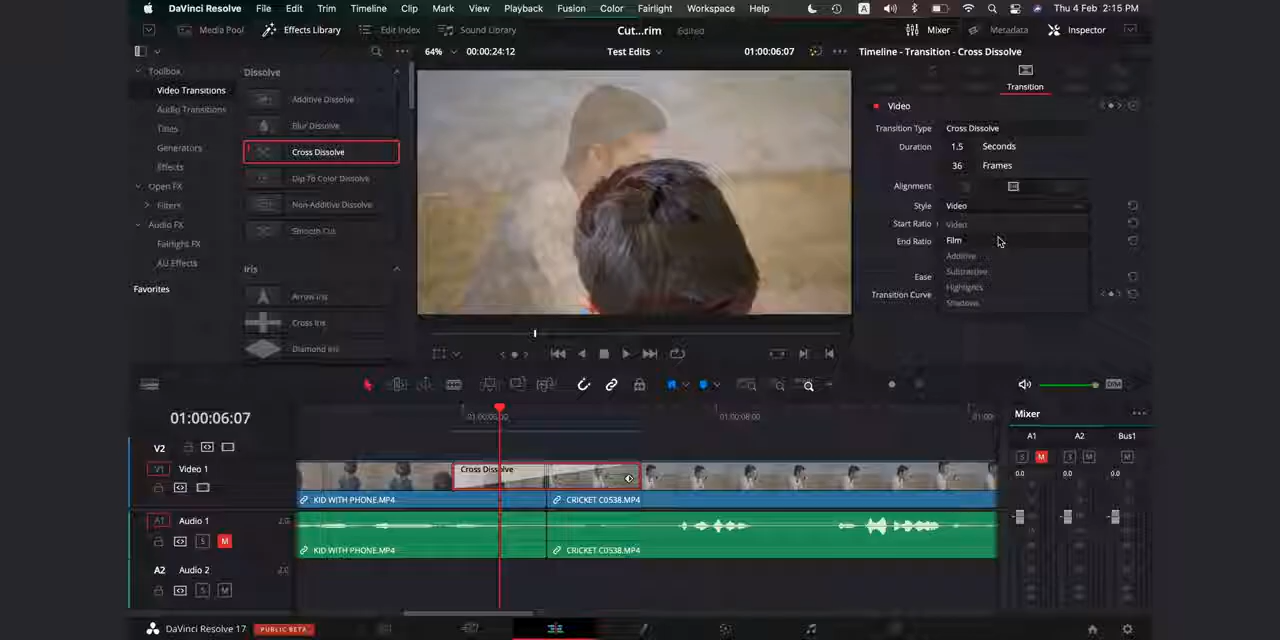 DaVinci Resolve File Edit Trim Timeline Clip Mark View Playback Fusion Color Fairlight Workspace Help A Thu 4 Feb 2:15 PM
Media Pool Effects Library Edit Index Sound Library Cut...rim Edited Mixer Metadata Inspector
64% 00:00:24:12 Test Edits 01:00:06:07 Timeline - Transition - Cross Dissolve
Toolbox
Video Transitions
Audio Transitions
Titles
Generators
Effects
Open FX
Filters
Audio FX
Fairlight FX
AU Effects
Favorites
Dissolve
Additive Dissolve
Blur Dissolve
Cross Dissolve
Dip To Color Dissolve
Non-Additive Dissolve
Smooth Cut
Iris
Arrow Iris
Cross Iris
Diamond Iris
Transition
Video
Transition Type Cross Dissolve
Duration 1.5 Seconds
36 Frames
Alignment
Style Video
Start Ratio
End Ratio
Ease
Transition Curve
Video
Film
Additive
Subtractive
Highlights
Shadows
DIM
01:00:06:07
01:00:06:00 01:00:08:00 01:00
V2
V1 Video 1
Cross Dissolve
KID WITH PHONE.MP4 CRICKET C0538.MP4
A1 Audio 1 2.0
S M
KID WITH PHONE.MP4 CRICKET C0538.MP4
A2 Audio 2 2.0
S M
Mixer
A1 A2 Bus1
S M S M M
0.0 0.0 0.0
DaVinci Resolve 17 PUBLIC BETA